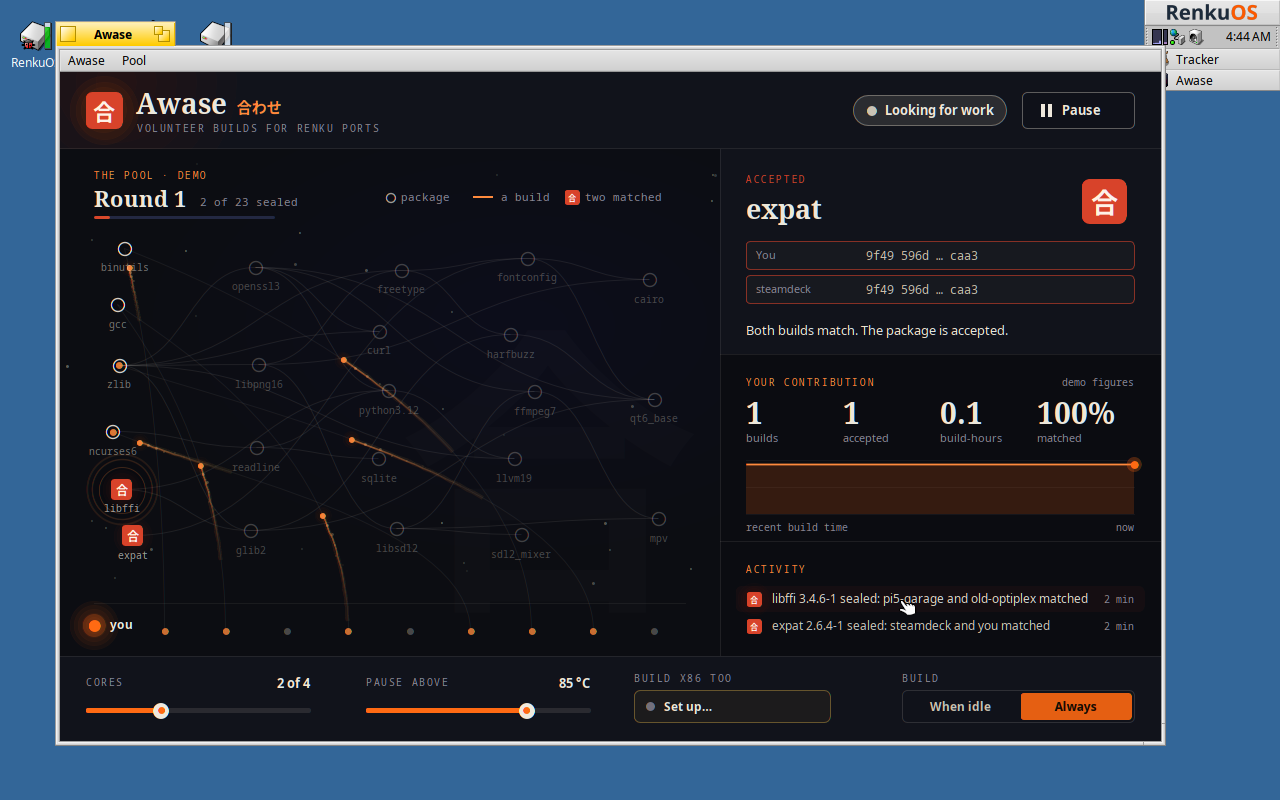 RenkuOS
4:44 AM
Tracker
Awase
Awase
Awase Pool
合
Awase 合わせ
VOLUNTEER BUILDS FOR RENKU PORTS
Looking for work
Pause
THE POOL · DEMO
Round 1 2 of 23 sealed
package
a build
合 two matched
binutils
openssl3
freetype
fontconfig
cairo
gcc
curl
harfbuzz
zlib
libpng16
python3.12
ffmpeg7
qt6_base
ncurses6
readline
sqlite
llvm19
合
libffi
合
expat
glib2
libsdl2
sdl2_mixer
mpv
you
ACCEPTED
expat
合
You 9f49 596d … caa3
steamdeck 9f49 596d … caa3
Both builds match. The package is accepted.
YOUR CONTRIBUTION demo figures
1 1 0.1 100%
builds accepted build-hours matched
recent build time now
ACTIVITY
合 libffi 3.4.6-1 sealed: pi5-garage and old-optiplex matched 2 min
合 expat 2.6.4-1 sealed: steamdeck and you matched 2 min
CORES 2 of 4
PAUSE ABOVE 85 °C
BUILD X86 TOO
Set up…
BUILD
When idle Always